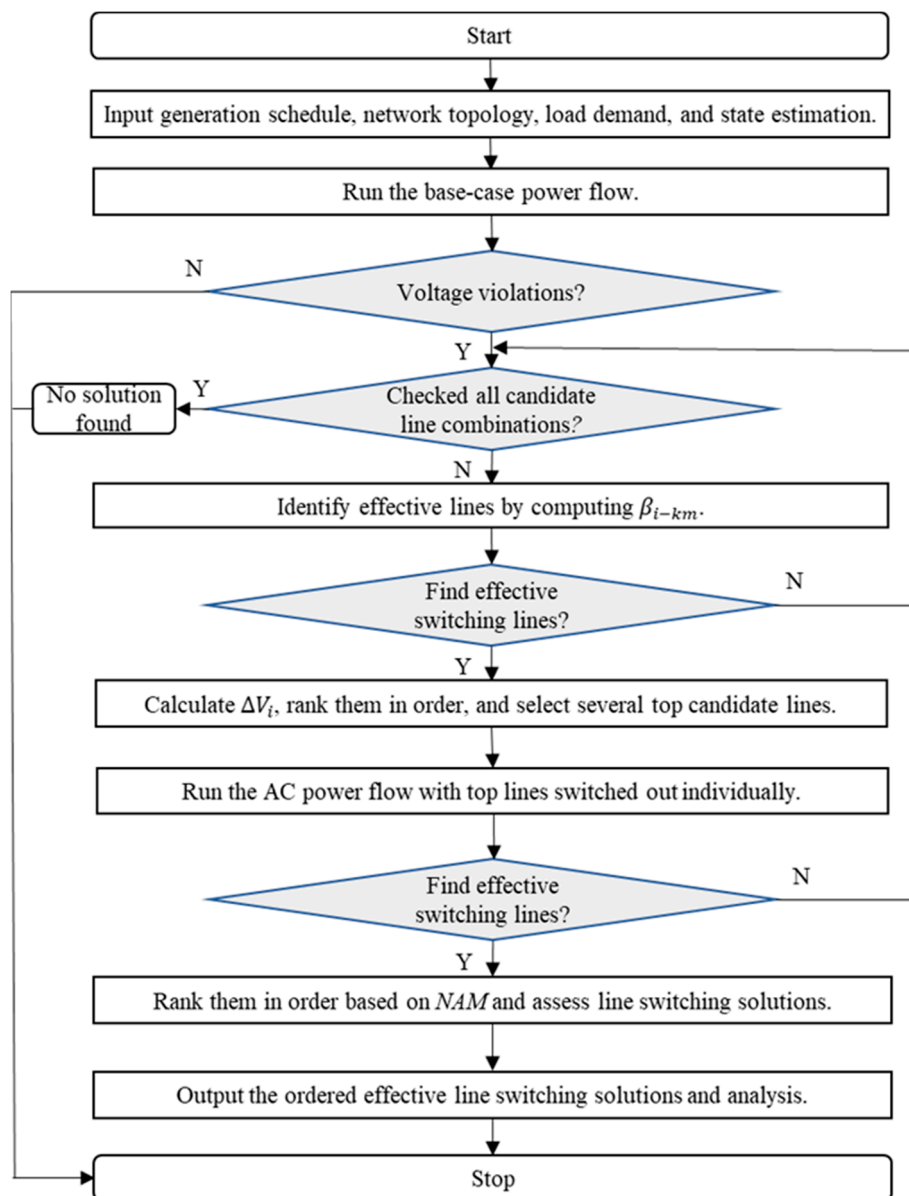 Start
Input generation schedule, network topology, load demand, and state estimation.
Run the base-case power flow.
N
Voltage violations?
Y
No solution
found
Y
Checked all candidate
line combinations?
N
Identify effective lines by computing β_{i−km}.
Find effective
switching lines?
N
Y
Calculate ΔV_i, rank them in order, and select several top candidate lines.
Run the AC power flow with top lines switched out individually.
Find effective
switching lines?
N
Y
Rank them in order based on NAM and assess line switching solutions.
Output the ordered effective line switching solutions and analysis.
Stop